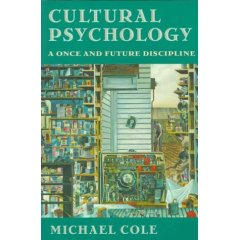 CULTURAL
PSYCHOLOGY
A ONCE AND FUTURE DISCIPLINE
MICHAEL COLE